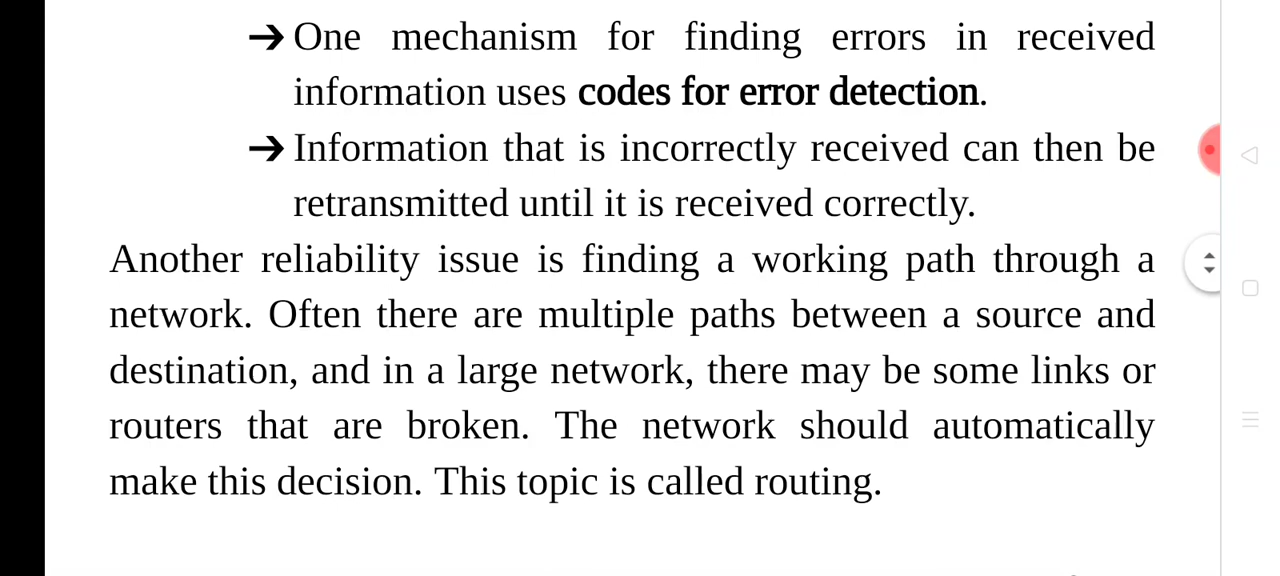 ➔ One mechanism for finding errors in received
information uses codes for error detection.
➔ Information that is incorrectly received can then be
retransmitted until it is received correctly.
Another reliability issue is finding a working path through a
network. Often there are multiple paths between a source and
destination, and in a large network, there may be some links or
routers that are broken. The network should automatically
make this decision. This topic is called routing.